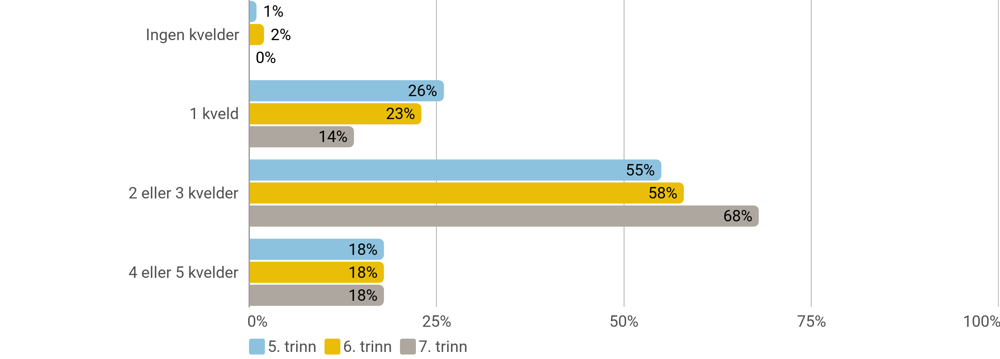 1%
Ingen kvelder
2%
0%
26%
1 kveld
23%
14%
55%
2 eller 3 kvelder
58%
68%
18%
4 eller 5 kvelder
18%
18%
0% 25% 50% 75% 100%
5. trinn 6. trinn 7. trinn